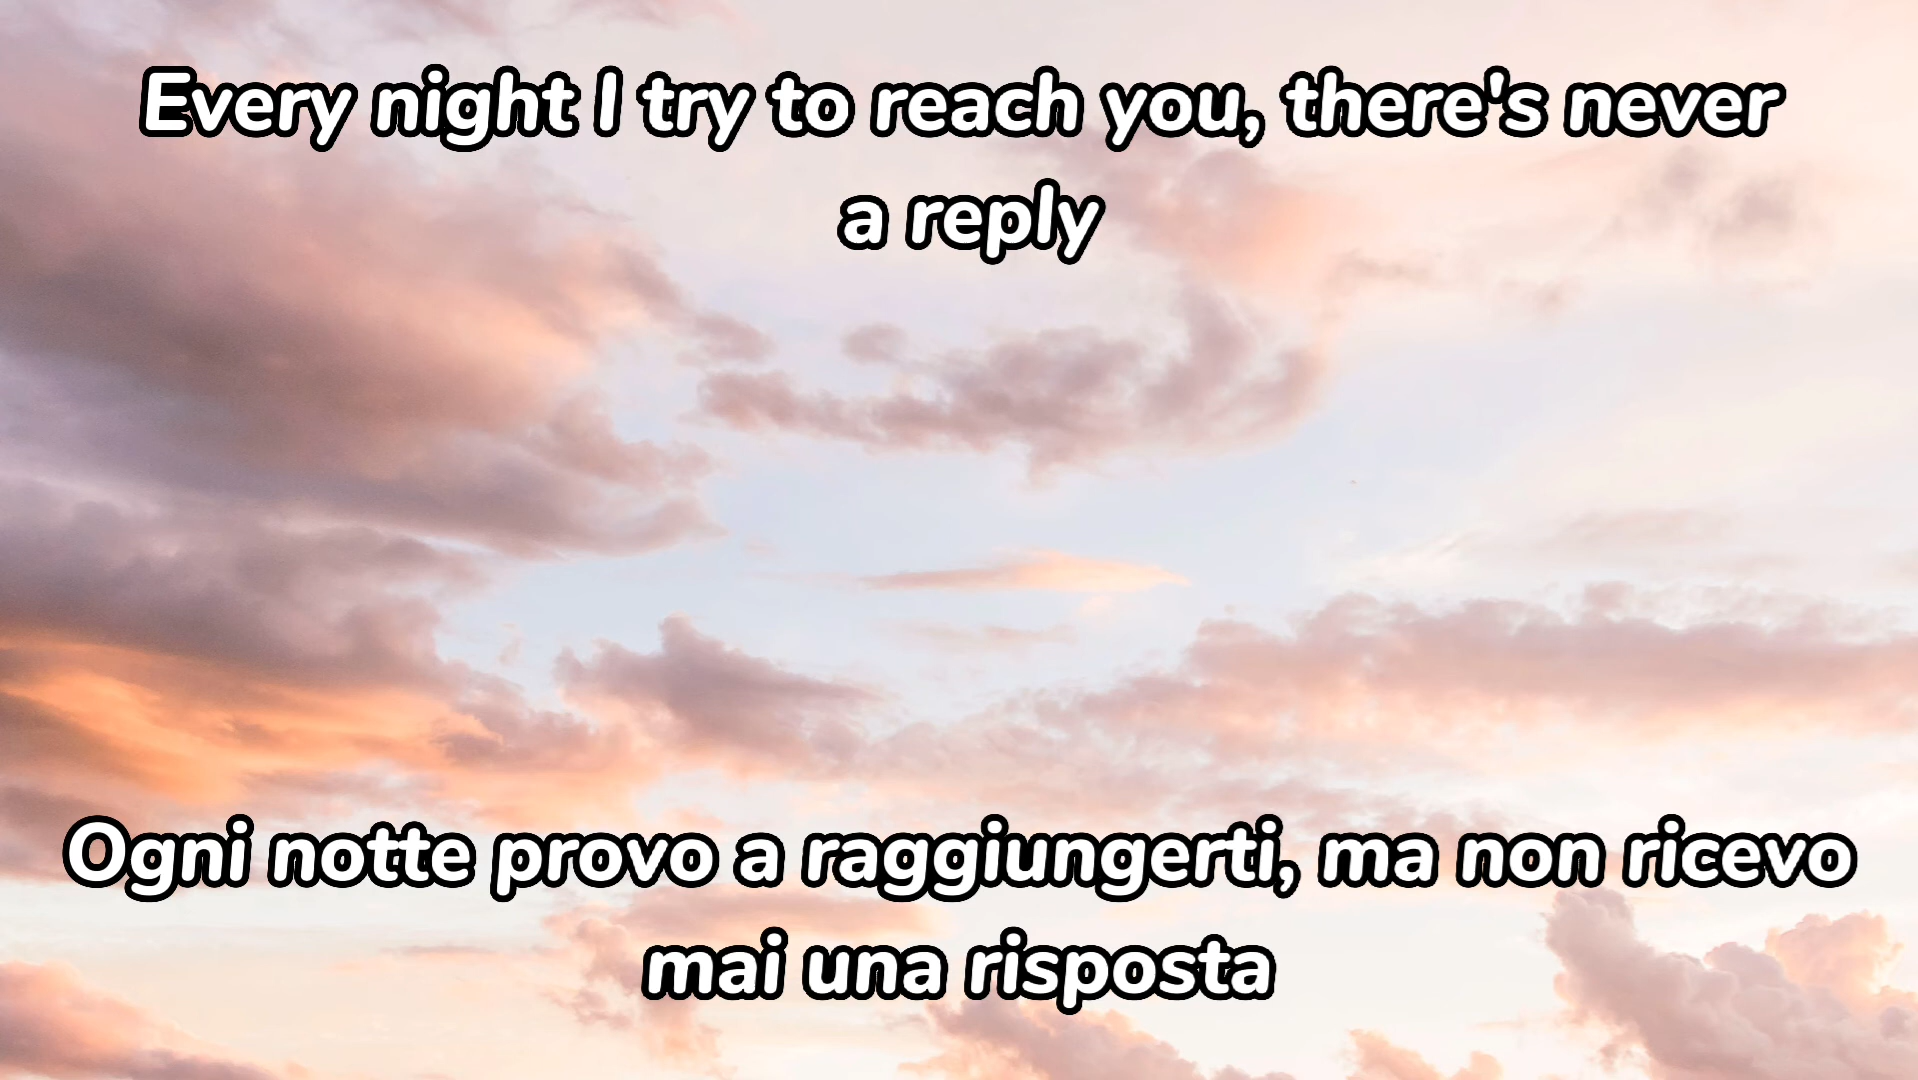 Every night I try to reach you, there's never
a reply
Ogni notte provo a raggiungerti, ma non ricevo
mai una risposta